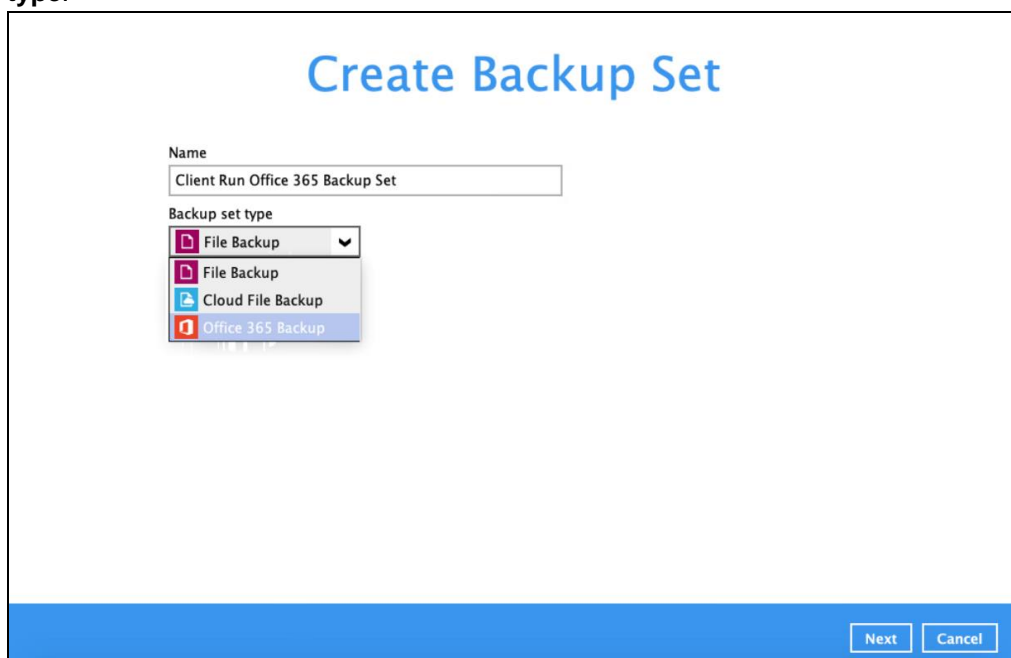 type.
Create Backup Set
Name
Client Run Office 365 Backup Set
Backup set type
File Backup
File Backup
Cloud File Backup
Office 365 Backup
Next Cancel